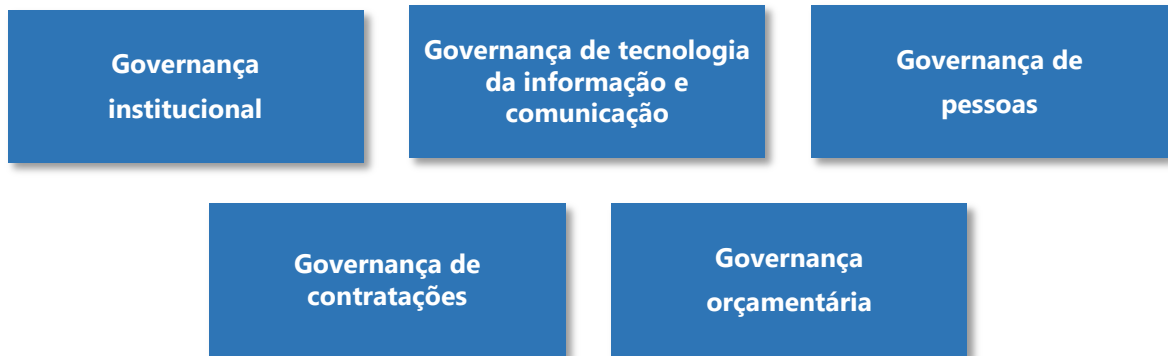 Governança
institucional
Governança de tecnologia
da informação e
comunicação
Governança de
pessoas
Governança de
contratações
Governança
orçamentária